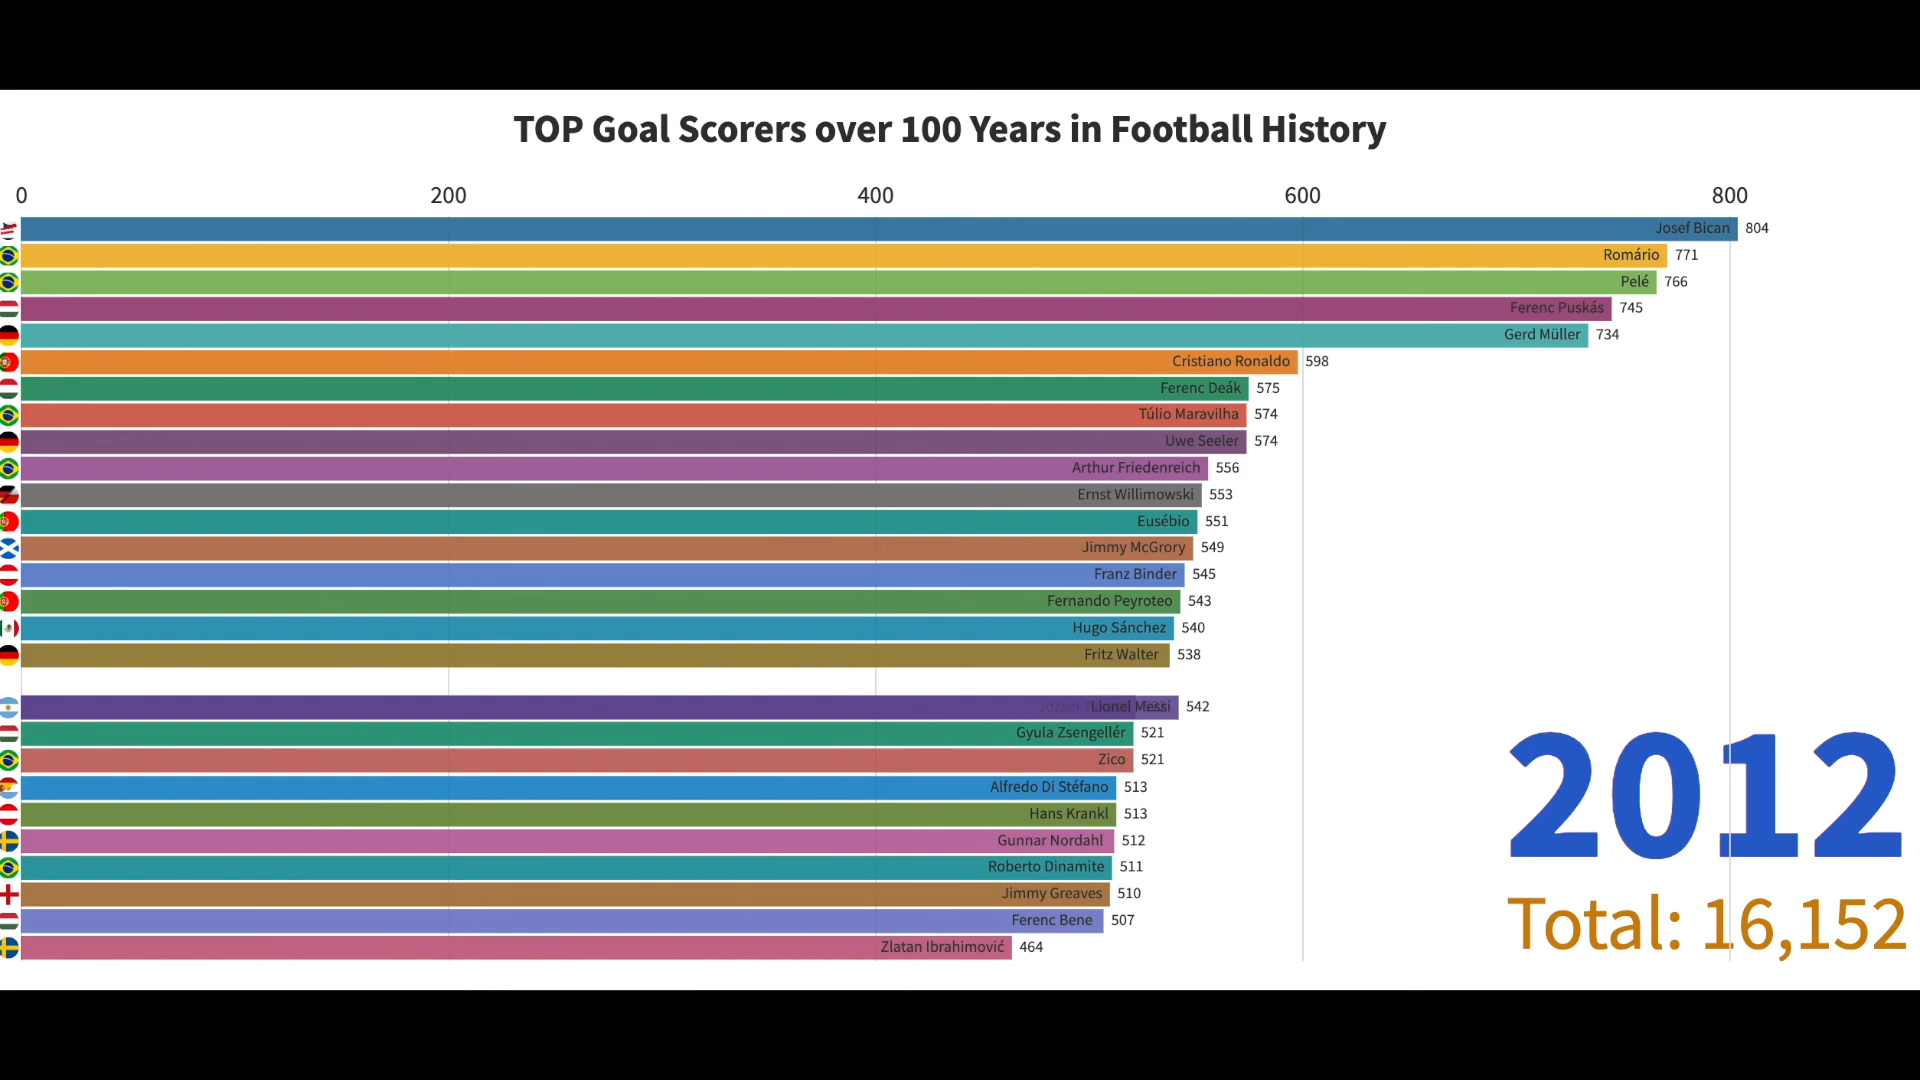 TOP Goal Scorers over 100 Years in Football History
0 200 400 600 800
Josef Bican 804
Romário 771
Pelé 766
Ferenc Puskás 745
Gerd Müller 734
Cristiano Ronaldo 598
Ferenc Deák 575
Túlio Maravilha 574
Uwe Seeler 574
Arthur Friedenreich 556
Ernst Willimowski 553
Eusébio 551
Jimmy McGrory 549
Franz Binder 545
Fernando Peyroteo 543
Hugo Sánchez 540
Fritz Walter 538
Lionel Messi 542
Gyula Zsengellér 521
Zico 521
Alfredo Di Stéfano 513
Hans Krankl 513
Gunnar Nordahl 512
Roberto Dinamite 511
Jimmy Greaves 510
Ferenc Bene 507
Zlatan Ibrahimović 464
2012
Total: 16,152